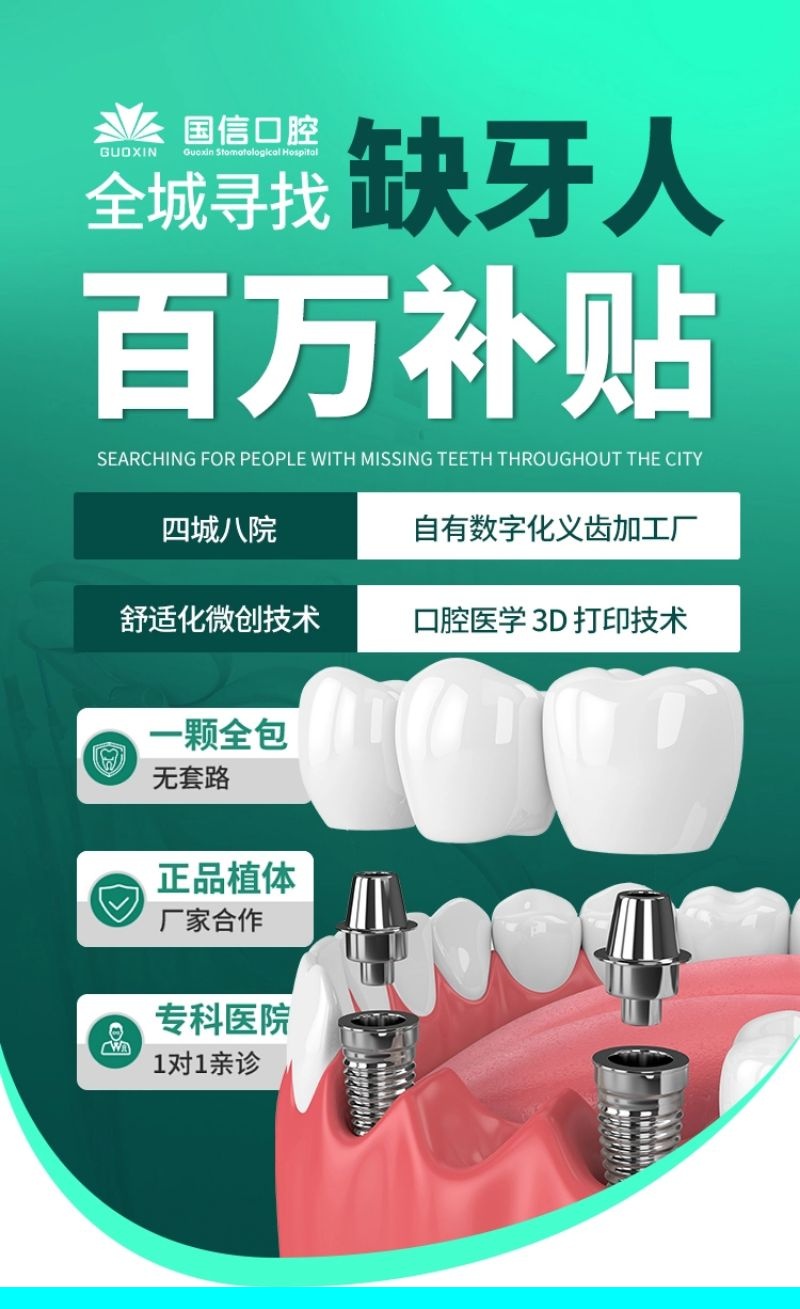 GUOXIN
国信口腔
Guoxin Stomatological Hospital
全城寻找 缺牙人
百万补贴
SEARCHING FOR PEOPLE WITH MISSING TEETH THROUGHOUT THE CITY
四城八院 自有数字化义齿加工厂
舒适化微创技术 口腔医学 3D 打印技术
一颗全包
无套路
正品植体
厂家合作
专科医院
1对1亲诊